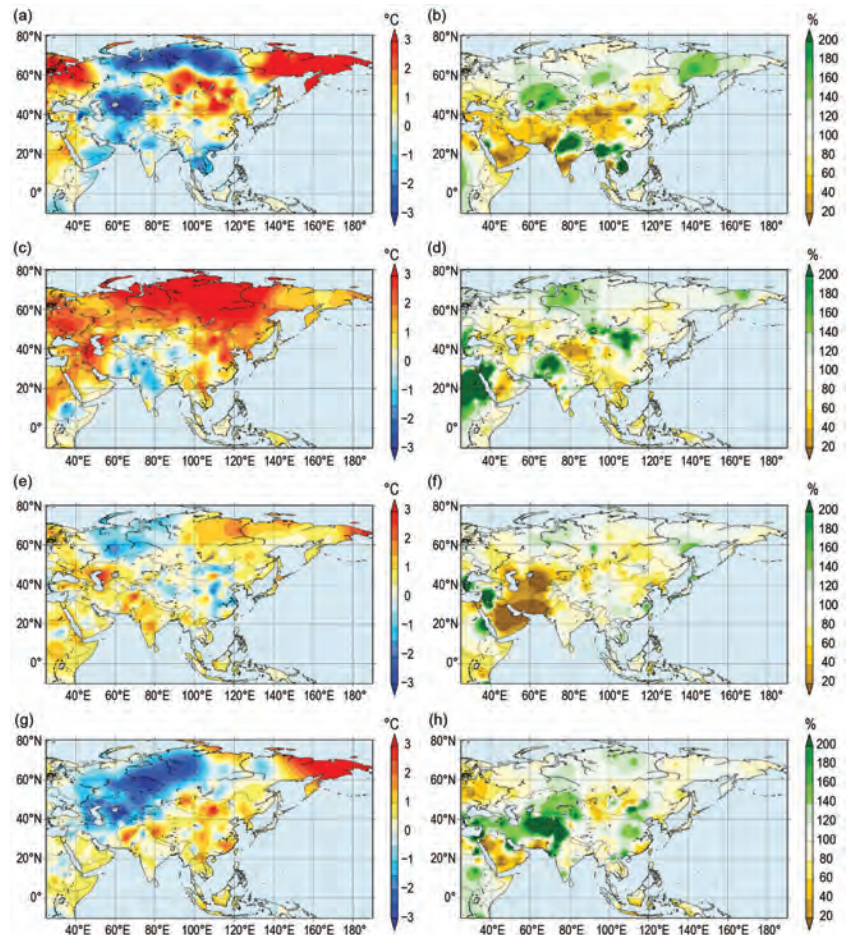 (a) °C (b) %
80°N 3 80°N 200
180
60°N 2 60°N 160
1 140
40°N 40°N 120
0 100
20°N −1 20°N 80
−2 60
0° 0° 40
−3 20
40°E 60°E 80°E 100°E 120°E 140°E 160°E 180° 40°E 60°E 80°E 100°E 120°E 140°E 160°E 180°
(c) °C (d) %
80°N 3 80°N 200
180
60°N 2 60°N 160
1 140
40°N 40°N 120
0 100
20°N −1 20°N 80
−2 60
0° 0° 40
−3 20
40°E 60°E 80°E 100°E 120°E 140°E 160°E 180° 40°E 60°E 80°E 100°E 120°E 140°E 160°E 180°
(e) °C (f) %
80°N 3 80°N 200
180
60°N 2 60°N 160
1 140
40°N 40°N 120
0 100
20°N −1 20°N 80
−2 60
0° 0° 40
−3 20
40°E 60°E 80°E 100°E 120°E 140°E 160°E 180° 40°E 60°E 80°E 100°E 120°E 140°E 160°E 180°
(g) °C (h) %
80°N 3 80°N 200
180
60°N 2 60°N 160
1 140
40°N 40°N 120
0 100
20°N −1 20°N 80
−2 60
0° 0° 40
−3 20
40°E 60°E 80°E 100°E 120°E 140°E 160°E 180° 40°E 60°E 80°E 100°E 120°E 140°E 160°E 180°